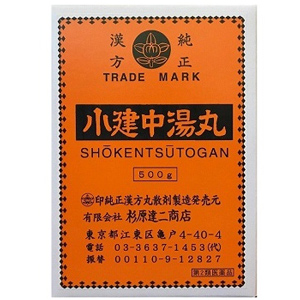 純正
漢方
TRADE MARK
小建中湯丸
SHŌKENTSŪTOGAN
500g
印純正漢方丸散剤製造発売元
有限会社 杉原達二商店
東京都江東区亀戸4-40-4
電話 03-3637-1453(代)
振替 00110-9-12827
第2類医薬品